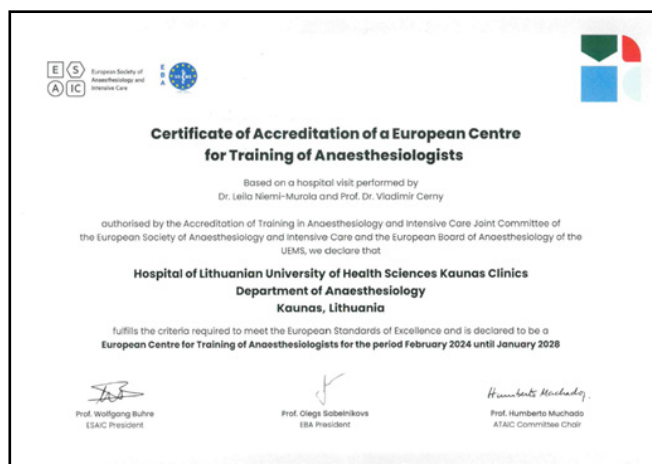 E S
A IC
European Society of
Anaesthesiology and
Intensive Care
E B A
Certificate of Accreditation of a European Centre
for Training of Anaesthesiologists
Based on a hospital visit performed by
Dr. Leila Niemi-Murola and Prof. Dr. Vladimir Cerny
authorised by the Accreditation of Training in Anaesthesiology and Intensive Care Joint Committee of
the European Society of Anaesthesiology and Intensive Care and the European Board of Anaesthesiology of the
UEMS, we declare that
Hospital of Lithuanian University of Health Sciences Kaunas Clinics
Department of Anaesthesiology
Kaunas, Lithuania
fulfills the criteria required to meet the European Standards of Excellence and is declared to be a
European Centre for Training of Anaesthesiologists for the period February 2024 until January 2028
Humberto Machado
Prof. Wolfgang Buhre
ESAIC President
Prof. Olegs Sabelnikovs
EBA President
Prof. Humberto Muchado
ATAIC Committee Chair